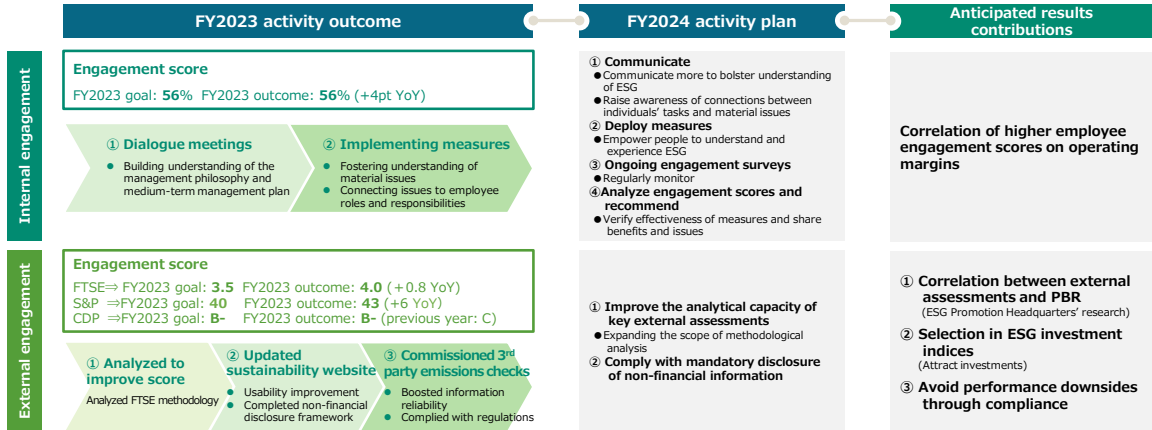 FY2023 activity outcome
FY2024 activity plan
Anticipated results
contributions
Internal engagement
Engagement score
FY2023 goal: 56% FY2023 outcome: 56% (+4pt YoY)
① Dialogue meetings
● Building understanding of the
management philosophy and
medium-term management plan
② Implementing measures
● Fostering understanding of
material issues
● Connecting issues to employee
roles and responsibilities
① Communicate
●Communicate more to bolster understanding
of ESG
●Raise awareness of connections between
individuals' tasks and material issues
② Deploy measures
●Empower people to understand and
experience ESG
③ Ongoing engagement surveys
●Regularly monitor
④Analyze engagement scores and
recommend
●Verify effectiveness of measures and share
benefits and issues
Correlation of higher employee
engagement scores on operating
margins
External engagement
Engagement score
FTSE⇒ FY2023 goal: 3.5 FY2023 outcome: 4.0 (+0.8 YoY)
S&P ⇒FY2023 goal: 40 FY2023 outcome: 43 (+6 YoY)
CDP ⇒FY2023 goal: B- FY2023 outcome: B- (previous year: C)
① Analyzed to
improve score
Analyzed FTSE methodology
② Updated
sustainability website
● Usability improvement
● Completed non-financial
disclosure framework
③ Commissioned 3rd
party emissions checks
● Boosted information
reliability
● Complied with regulations
① Improve the analytical capacity of
key external assessments
●Expanding the scope of methodological
analysis
② Comply with mandatory disclosure
of non-financial information
① Correlation between external
assessments and PBR
(ESG Promotion Headquarters' research)
② Selection in ESG investment
indices
(Attract investments)
③ Avoid performance downsides
through compliance